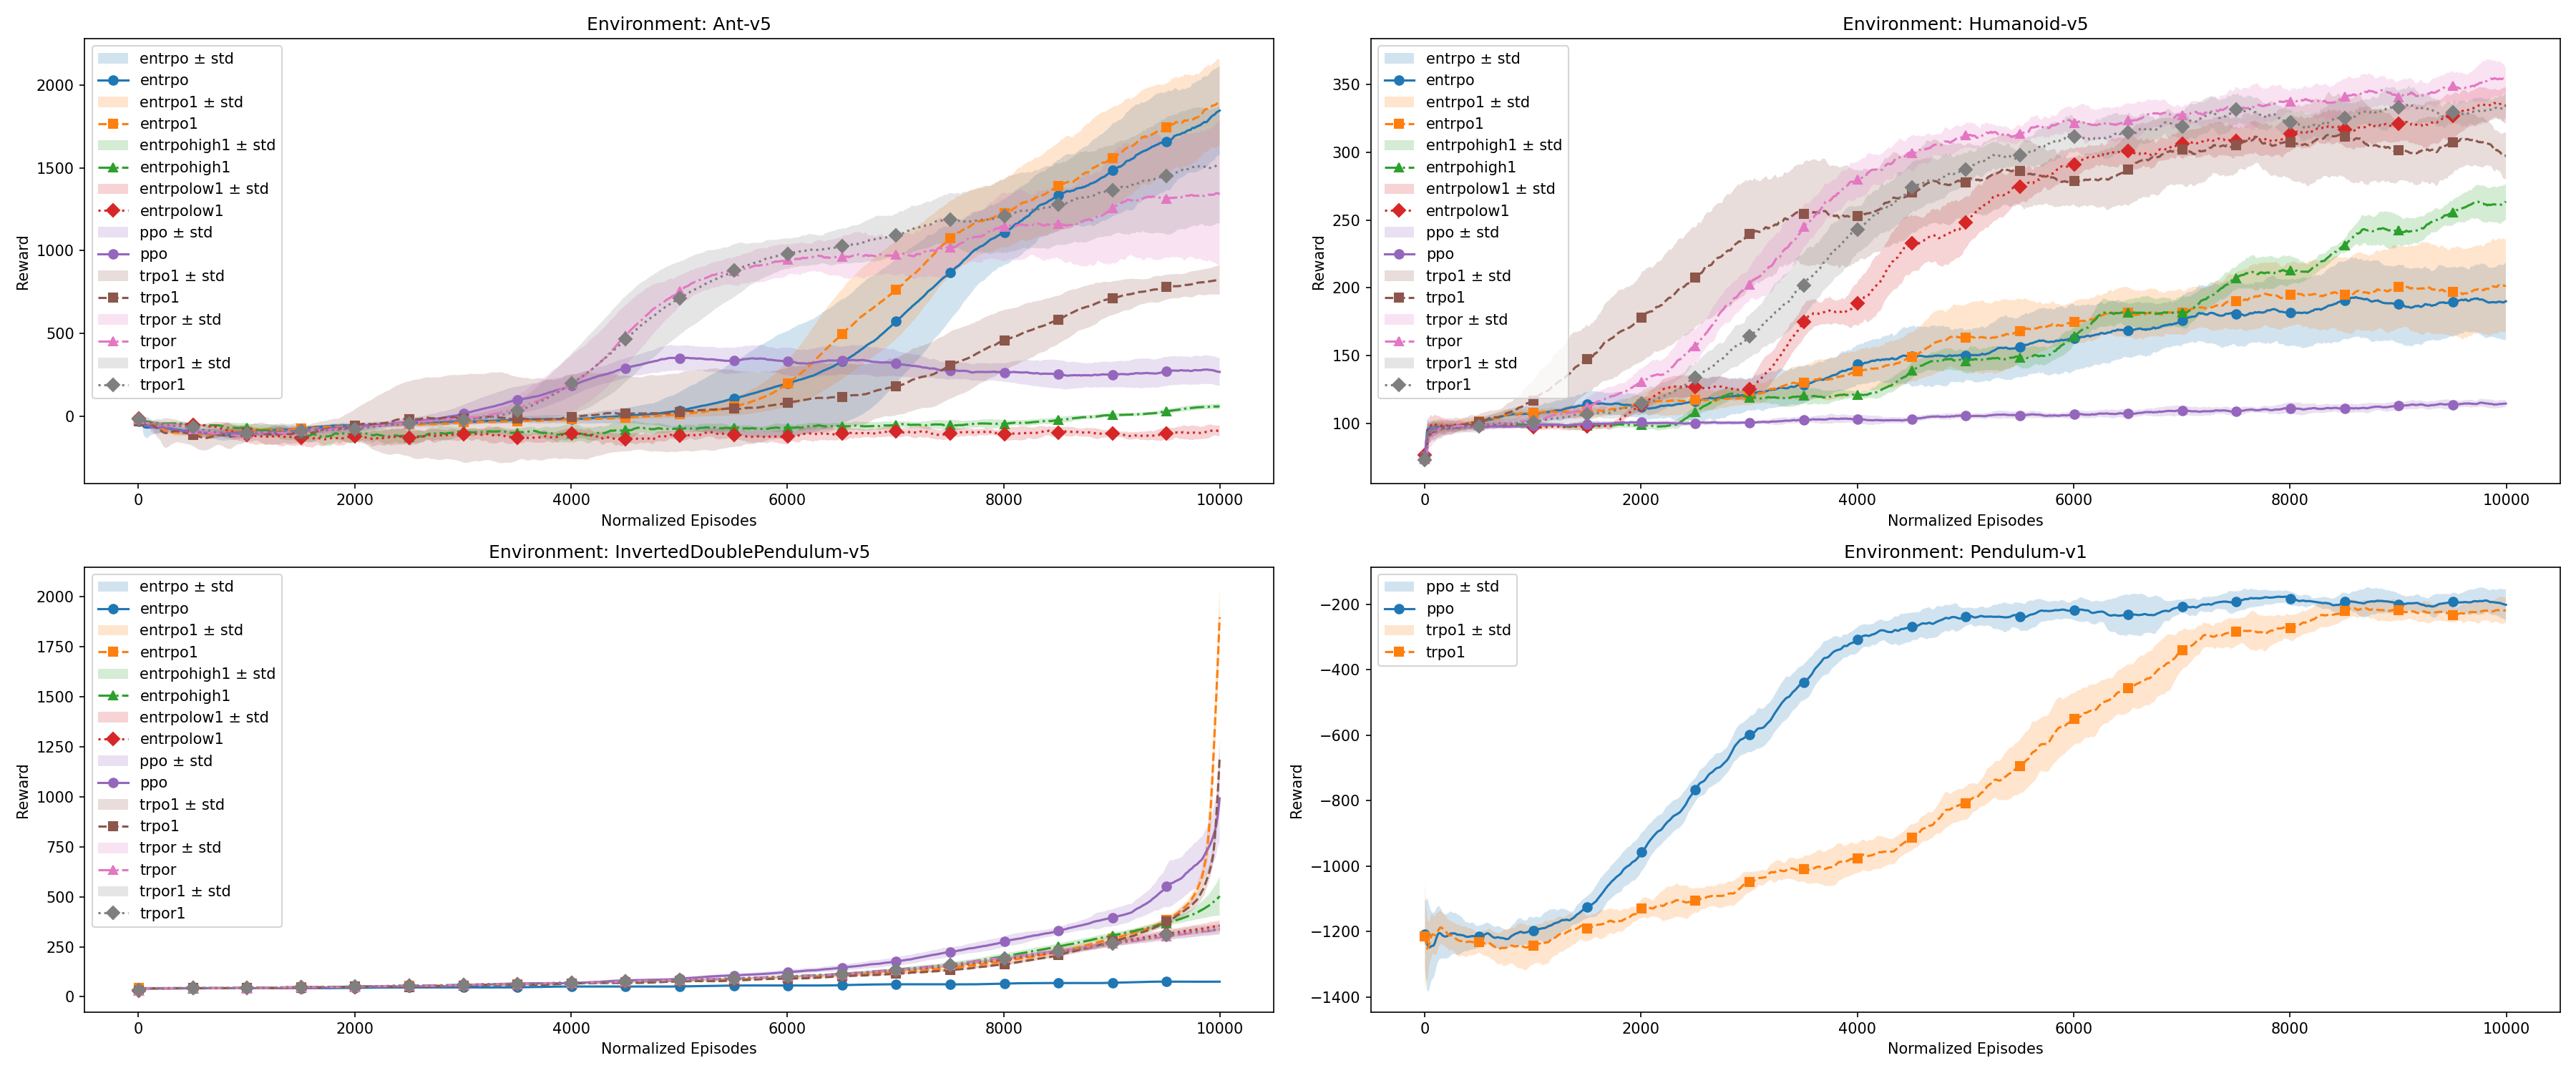 Environment: Ant-v5
entrpo ± std
entrpo
entrpo1 ± std
entrpo1
entrpohigh1 ± std
entrpohigh1
entrpolow1 ± std
entrpolow1
ppo ± std
ppo
trpo1 ± std
trpo1
trpor ± std
trpor
trpor1 ± std
trpor1
2000
1500
1000
500
0
Reward
0 2000 4000 6000 8000 10000
Normalized Episodes
Environment: Humanoid-v5
entrpo ± std
entrpo
entrpo1 ± std
entrpo1
entrpohigh1 ± std
entrpohigh1
entrpolow1 ± std
entrpolow1
ppo ± std
ppo
trpo1 ± std
trpo1
trpor ± std
trpor
trpor1 ± std
trpor1
350
300
250
200
150
100
Reward
0 2000 4000 6000 8000 10000
Normalized Episodes
Environment: InvertedDoublePendulum-v5
entrpo ± std
entrpo
entrpo1 ± std
entrpo1
entrpohigh1 ± std
entrpohigh1
entrpolow1 ± std
entrpolow1
ppo ± std
ppo
trpo1 ± std
trpo1
trpor ± std
trpor
trpor1 ± std
trpor1
2000
1750
1500
1250
1000
750
500
250
0
Reward
0 2000 4000 6000 8000 10000
Normalized Episodes
Environment: Pendulum-v1
ppo ± std
ppo
trpo1 ± std
trpo1
−200
−400
−600
−800
−1000
−1200
−1400
Reward
0 2000 4000 6000 8000 10000
Normalized Episodes